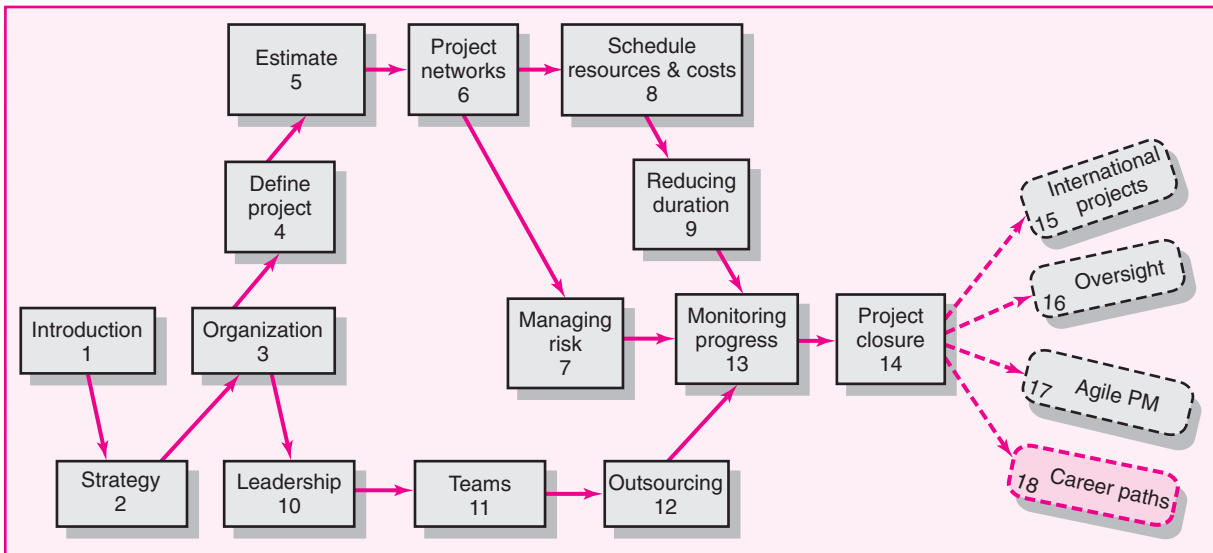 Estimate
5
Project
networks
6
Schedule
resources & costs
8
Define
project
4
Reducing
duration
9
International
projects
15
Oversight
16
Introduction
1
Organization
3
Managing
risk
7
Monitoring
progress
13
Project
closure
14
Agile PM
17
Strategy
2
Leadership
10
Teams
11
Outsourcing
12
Career paths
18